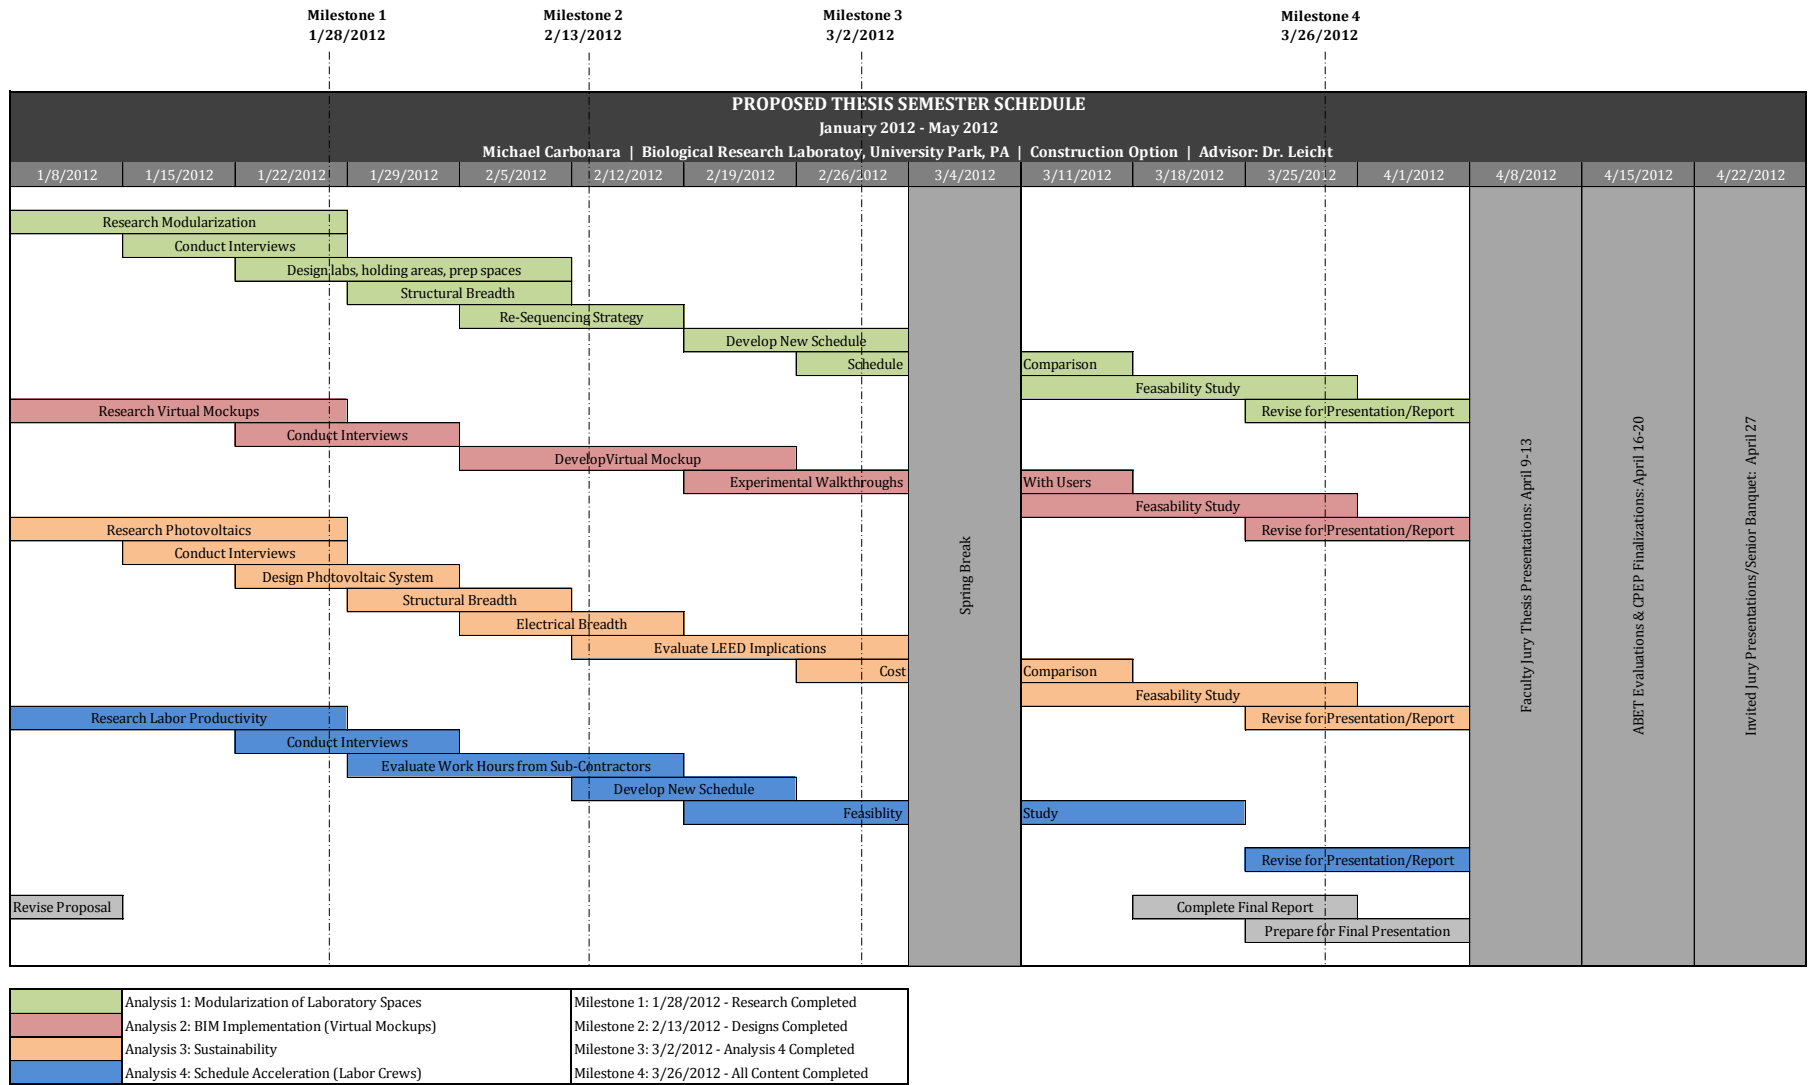 Milestone 1
1/28/2012
Milestone 2
2/13/2012
Milestone 3
3/2/2012
Milestone 4
3/26/2012
PROPOSED THESIS SEMESTER SCHEDULE
January 2012 - May 2012
Michael Carbonara | Biological Research Laboratoy, University Park, PA | Construction Option | Advisor: Dr. Leicht
1/8/2012 1/15/2012 1/22/2012 1/29/2012 2/5/2012 2/12/2012 2/19/2012 2/26/2012 3/4/2012 3/11/2012 3/18/2012 3/25/2012 4/1/2012 4/8/2012 4/15/2012 4/22/2012
Research Modularization
Conduct Interviews
Design labs, holding areas, prep spaces
Structural Breadth
Re-Sequencing Strategy
Develop New Schedule
Schedule Comparison
Feasability Study
Revise for Presentation/Report
Research Virtual Mockups
Conduct Interviews
DevelopVirtual Mockup
Experimental Walkthroughs With Users
Feasability Study
Revise for Presentation/Report
Research Photovoltaics
Conduct Interviews
Design Photovoltaic System
Structural Breadth
Electrical Breadth
Evaluate LEED Implications
Cost Comparison
Feasability Study
Revise for Presentation/Report
Research Labor Productivity
Conduct Interviews
Evaluate Work Hours from Sub-Contractors
Develop New Schedule
Feasiblity Study
Revise for Presentation/Report
Revise Proposal
Complete Final Report
Prepare for Final Presentation
Spring Break
Faculty Jury Thesis Presentations: April 9-13
ABET Evaluations & CPEP Finalizations: April 16-20
Invited Jury Presentations/Senior Banquet: April 27
Analysis 1: Modularization of Laboratory Spaces
Analysis 2: BIM Implementation (Virtual Mockups)
Analysis 3: Sustainability
Analysis 4: Schedule Acceleration (Labor Crews)
Milestone 1: 1/28/2012 - Research Completed
Milestone 2: 2/13/2012 - Designs Completed
Milestone 3: 3/2/2012 - Analysis 4 Completed
Milestone 4: 3/26/2012 - All Content Completed